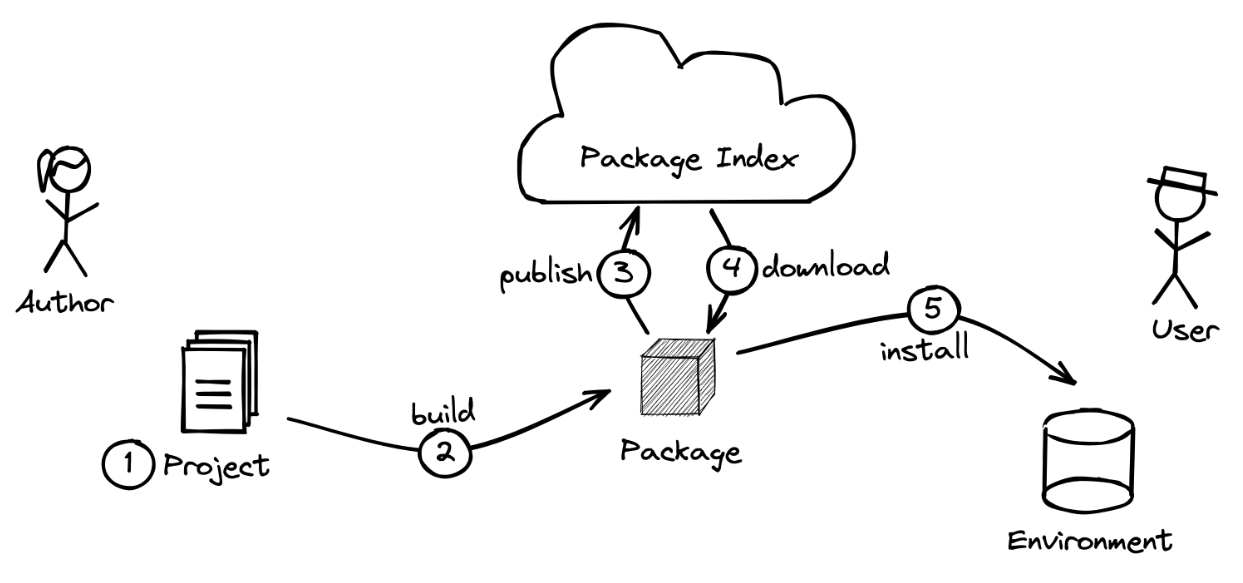 Package Index
Author
publish 3
4 download
5
install
User
build
2
1 Project
Package
Environment